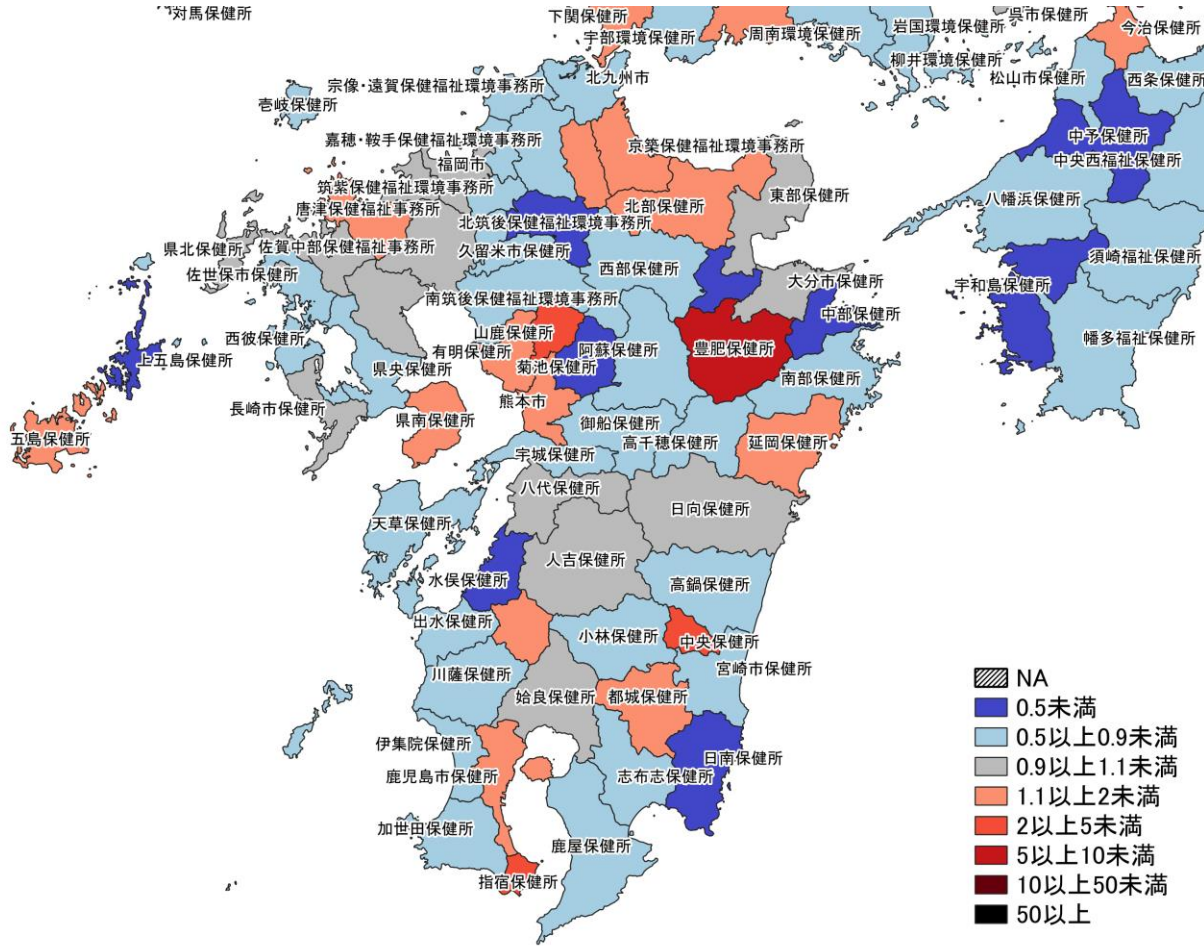 対馬保健所
下関保健所
宇部環境保健所
周南環境保健所
岩国環境保健所
呉市保健所
今治保健所
柳井環境保健所
松山市保健所
西条保健所
北九州市
宗像・遠賀保健福祉環境事務所
壱岐保健所
嘉穂・鞍手保健福祉環境事務所
京築保健福祉環境事務所
中予保健所
中央西福祉保健所
福岡市
筑紫保健福祉環境事務所
東部保健所
唐津保健福祉事務所
北部保健所
八幡浜保健所
北筑後保健福祉環境事務所
県北保健所
佐賀中部保健福祉事務所
久留米市保健所
西部保健所
須崎福祉保健所
佐世保市保健所
大分市保健所
宇和島保健所
南筑後保健福祉環境事務所
中部保健所
西彼保健所
山鹿保健所
幡多福祉保健所
上五島保健所
有明保健所
阿蘇保健所
豊肥保健所
菊池保健所
県央保健所
南部保健所
長崎市保健所
熊本市
県南保健所
御船保健所
五島保健所
高千穂保健所
延岡保健所
宇城保健所
八代保健所
日向保健所
天草保健所
人吉保健所
水俣保健所
高鍋保健所
出水保健所
小林保健所
中央保健所
宮崎市保健所
川薩保健所
姶良保健所
都城保健所
伊集院保健所
日南保健所
鹿児島市保健所
志布志保健所
加世田保健所
鹿屋保健所
指宿保健所
NA
0.5未満
0.5以上0.9未満
0.9以上1.1未満
1.1以上2未満
2以上5未満
5以上10未満
10以上50未満
50以上